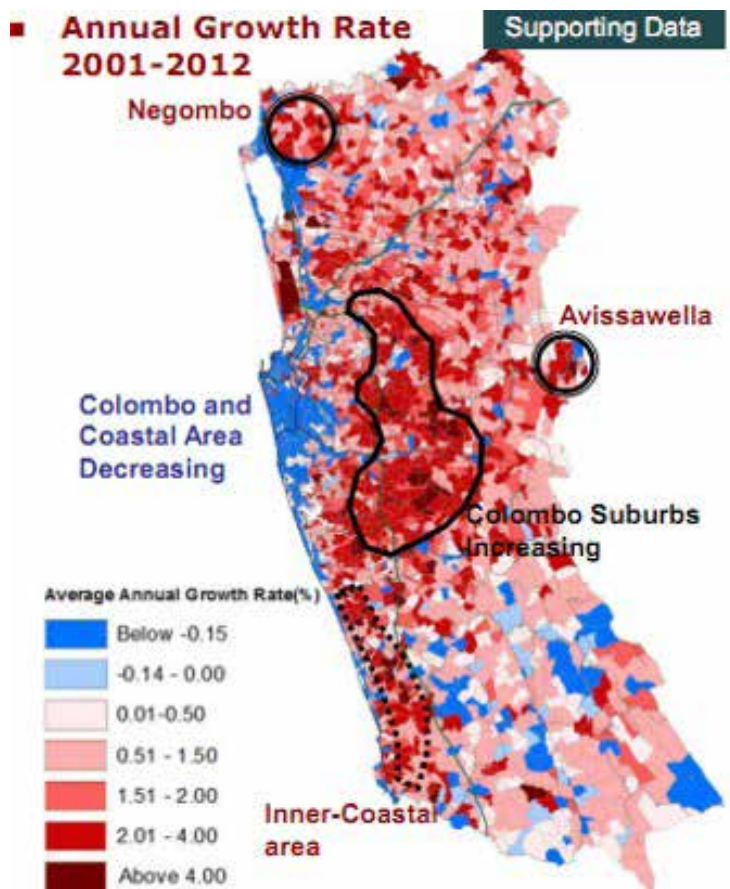 Annual Growth Rate
2001-2012
Supporting Data
Negombo
Avissawella
Colombo and
Coastal Area
Decreasing
Colombo Suburbs
Increasing
Average Annual Growth Rate(%)
Below -0.15
-0.14 - 0.00
0.01-0.50
0.51 - 1.50
1.51 - 2.00
2.01 - 4.00
Above 4.00
Inner-Coastal
area